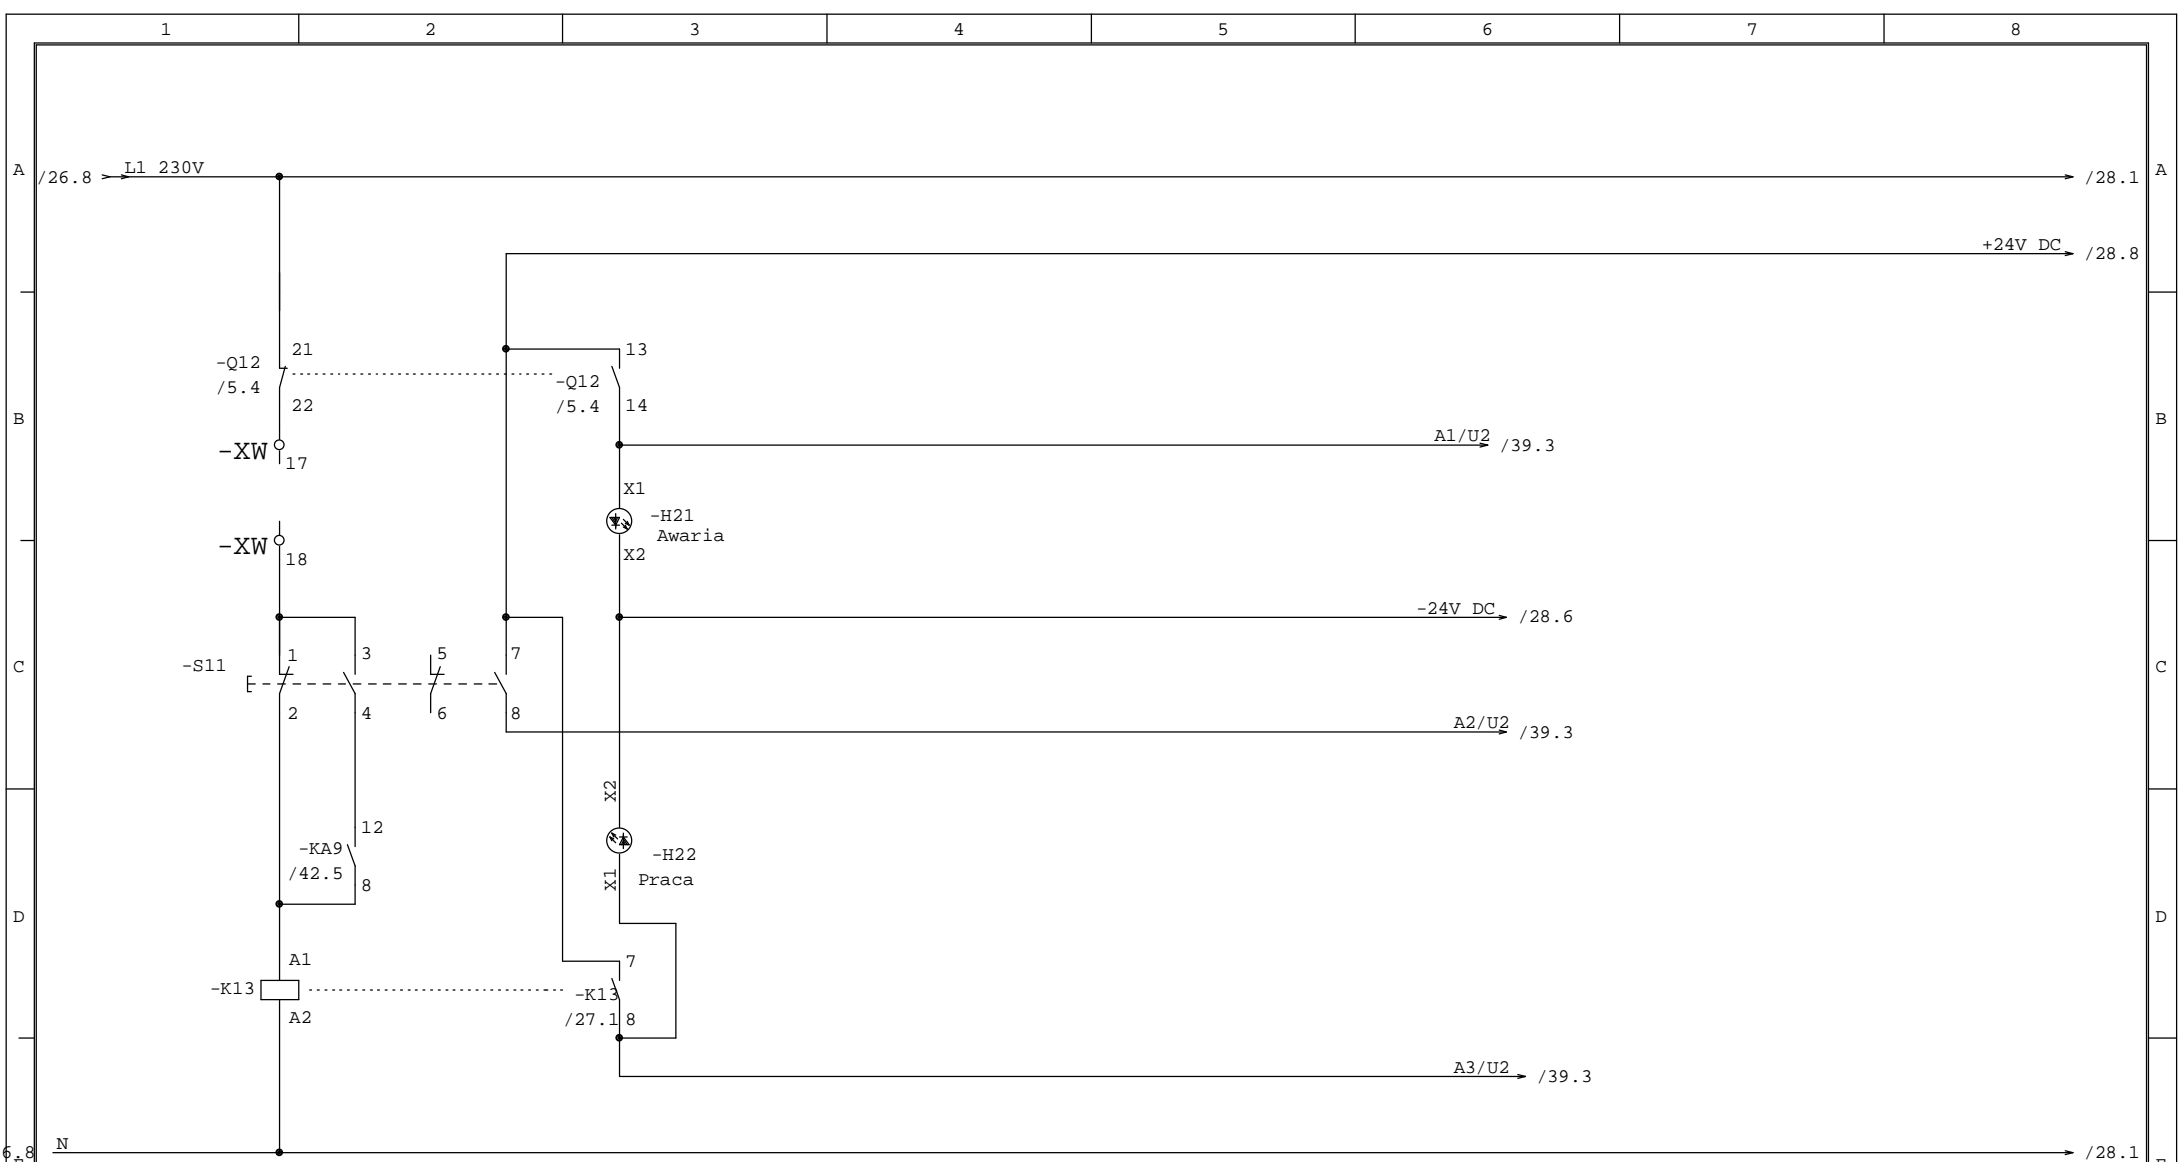 1 2 3 4 5 6 7 8
A /26.8 L1 230V /28.1 A
+24V DC /28.8
21 13
-Q12
/5.4
22
-Q12
/5.4 14
B B
A1/U2 /39.3
-XW 17
X1
-H21
Awaria
X2
-XW 18
-24V DC /28.6
C -S11 1 3 5 7 C
2 4 6 8
A2/U2 /39.3
X2
12
-KA9
/42.5
8
-H22
Praca
X1
D D
A1 7
-K13 -K13
A2 /27.1 8
A3/U2 /39.3
6.8 N /28.1